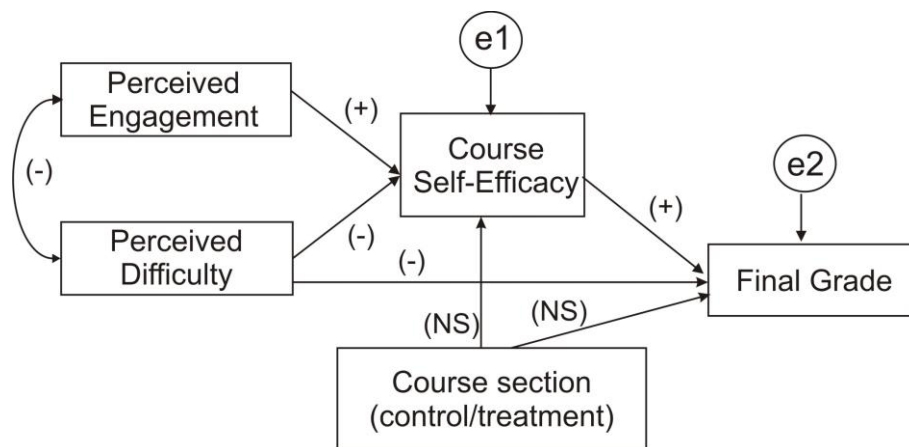 e1
Perceived
Engagement
(+)
Course
Self-Efficacy
e2
(-)
(+)
Perceived
Difficulty
(-)
(-)
Final Grade
(NS)
(NS)
Course section
(control/treatment)